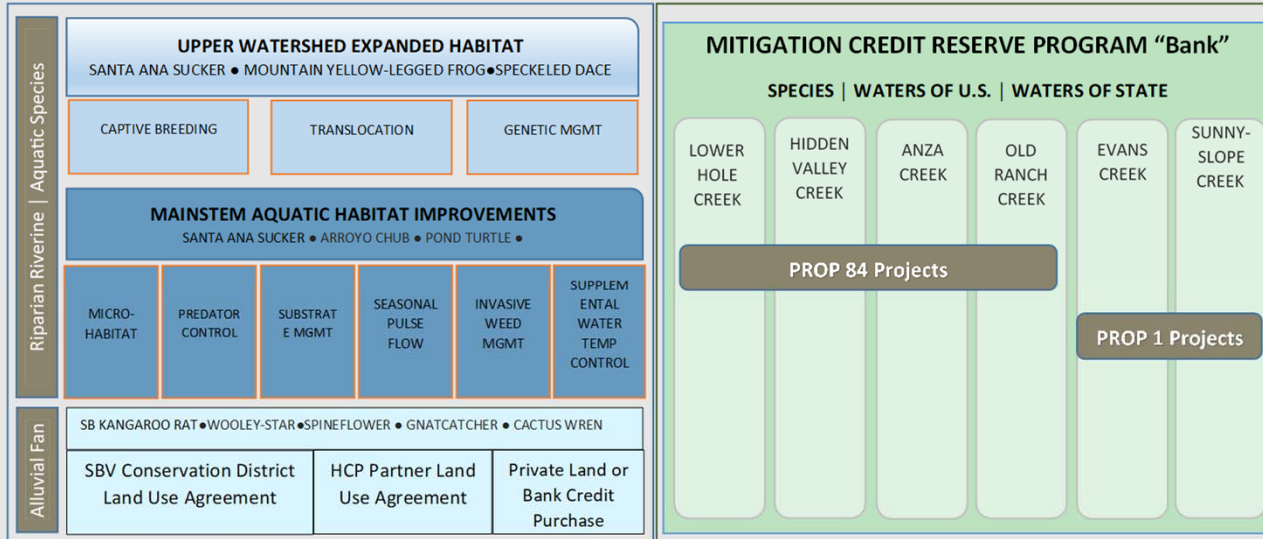 Riparian Riverine | Aquatic Species
UPPER WATERSHED EXPANDED HABITAT
SANTA ANA SUCKER ● MOUNTAIN YELLOW-LEGGED FROG●SPECKELED DACE
CAPTIVE BREEDING
TRANSLOCATION
GENETIC MGMT
MAINSTEM AQUATIC HABITAT IMPROVEMENTS
SANTA ANA SUCKER ● ARROYO CHUB ● POND TURTLE ●
MICRO-
HABITAT
PREDATOR
CONTROL
SUBSTRAT
E MGMT
SEASONAL
PULSE
FLOW
INVASIVE
WEED
MGMT
SUPPLEM
ENTAL
WATER
TEMP
CONTROL
Alluvial Fan
SB KANGAROO RAT●WOOLEY-STAR●SPINEFLOWER ● GNATCATCHER ● CACTUS WREN
SBV Conservation District
Land Use Agreement
HCP Partner Land
Use Agreement
Private Land or
Bank Credit
Purchase
MITIGATION CREDIT RESERVE PROGRAM “Bank”
SPECIES | WATERS OF U.S. | WATERS OF STATE
LOWER
HOLE
CREEK
HIDDEN
VALLEY
CREEK
ANZA
CREEK
OLD
RANCH
CREEK
EVANS
CREEK
SUNNY-
SLOPE
CREEK
PROP 84 Projects
PROP 1 Projects